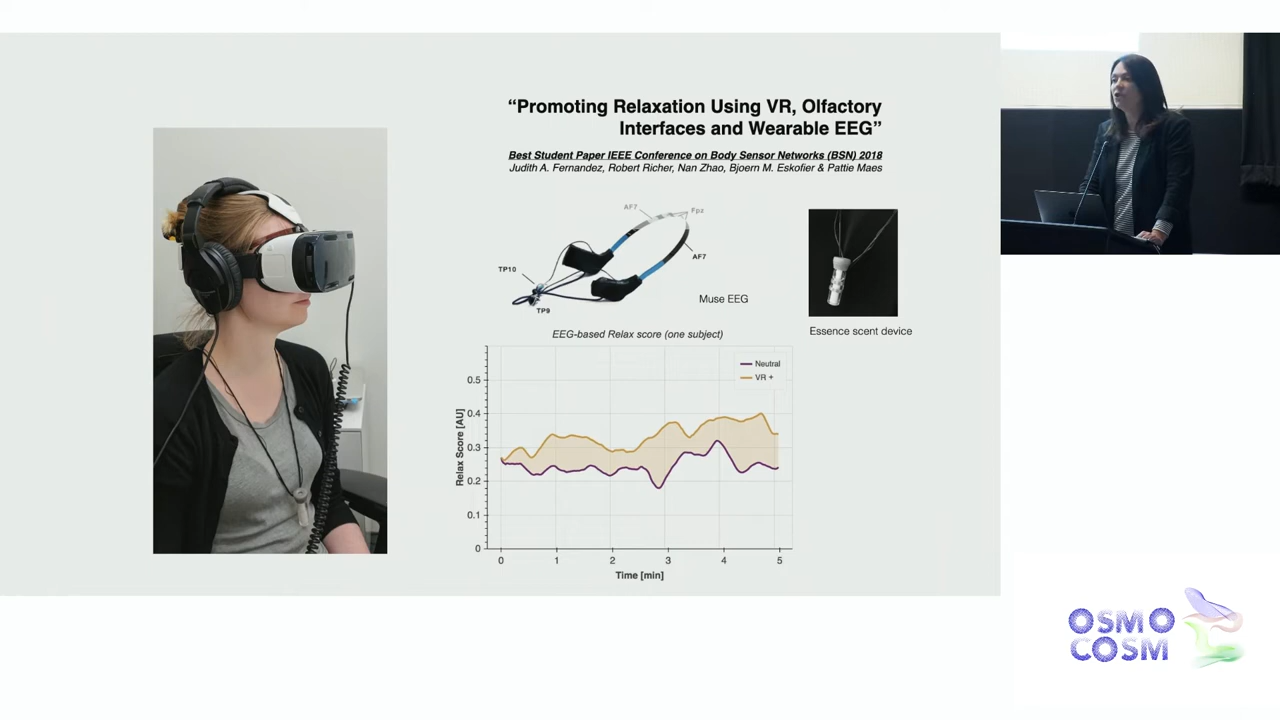 “Promoting Relaxation Using VR, Olfactory
Interfaces and Wearable EEG”
Best Student Paper IEEE Conference on Body Sensor Networks (BSN) 2018
Judith A. Fernandez, Robert Richer, Nan Zhao, Bjoern M. Eskofier & Pattie Maes
AF7
Fpz
AF7
TP10
TP9
Muse EEG
Essence scent device
EEG-based Relax score (one subject)
Neutral
VR +
Relax Score [AU]
0.5
0.4
0.3
0.2
0.1
0
0 1 2 3 4 5
Time [min]
OSMO
COSM